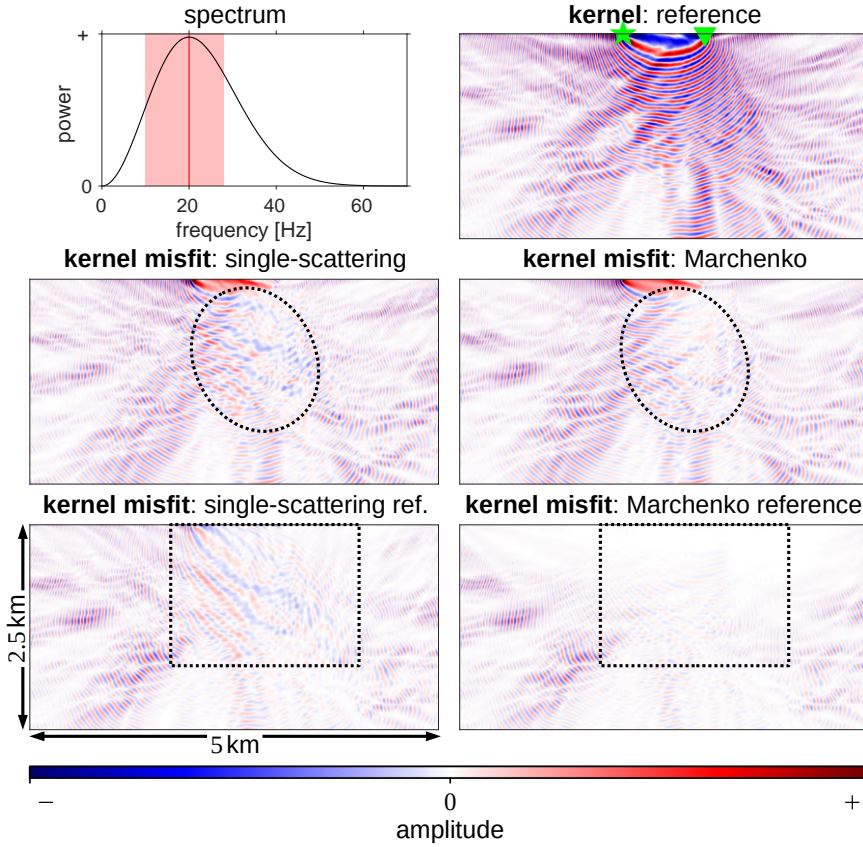 spectrum
kernel: reference
+
power
0
0 20 40 60
frequency [Hz]
kernel misfit: single-scattering
kernel misfit: Marchenko
kernel misfit: single-scattering ref.
kernel misfit: Marchenko reference
2.5 km
5 km
− 0 +
amplitude